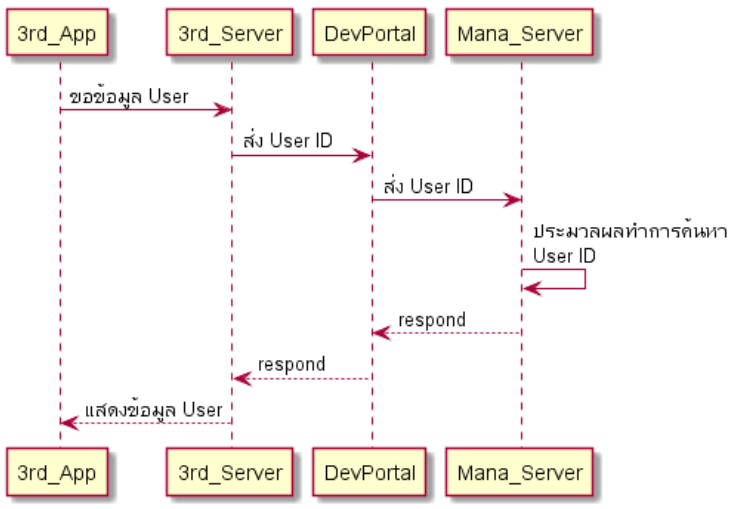 3rd_App 3rd_Server DevPortal Mana_Server
ขอข้อมูล User
ส่ง User ID
ส่ง User ID
ประมวลผลทำการค้นหา
User ID
respond
respond
แสดงข้อมูล User
3rd_App 3rd_Server DevPortal Mana_Server